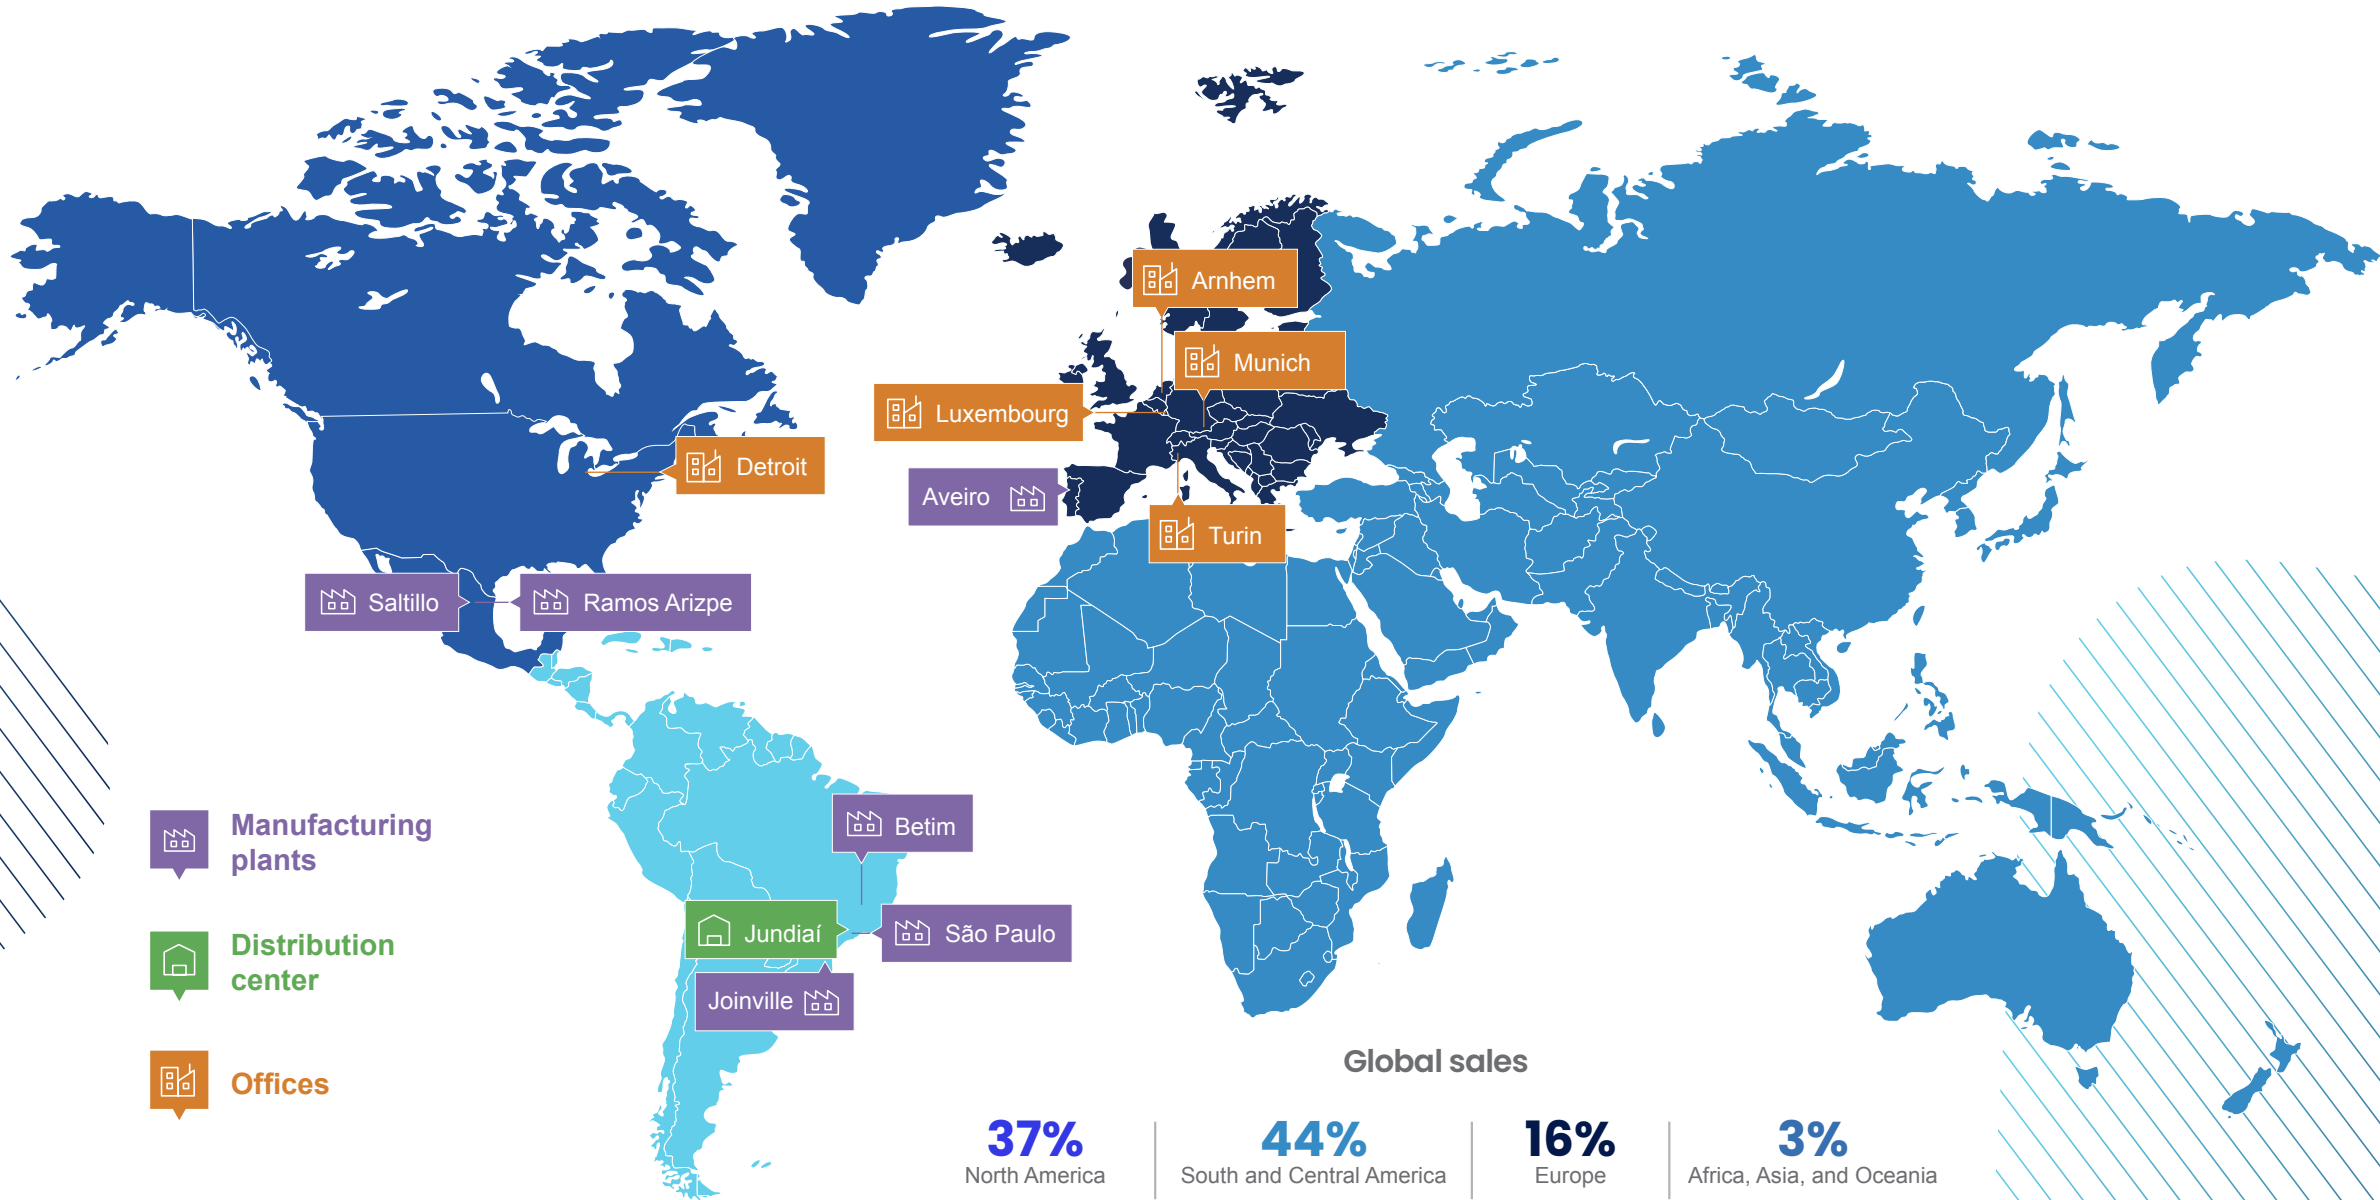 Arnhem
Munich
Luxembourg
Detroit
Aveiro
Turin
Saltillo
Ramos Arizpe
Betim
Jundiaí
São Paulo
Joinville
Manufacturing
plants
Distribution
center
Offices
Global sales
37%
North America
44%
South and Central America
16%
Europe
3%
Africa, Asia, and Oceania